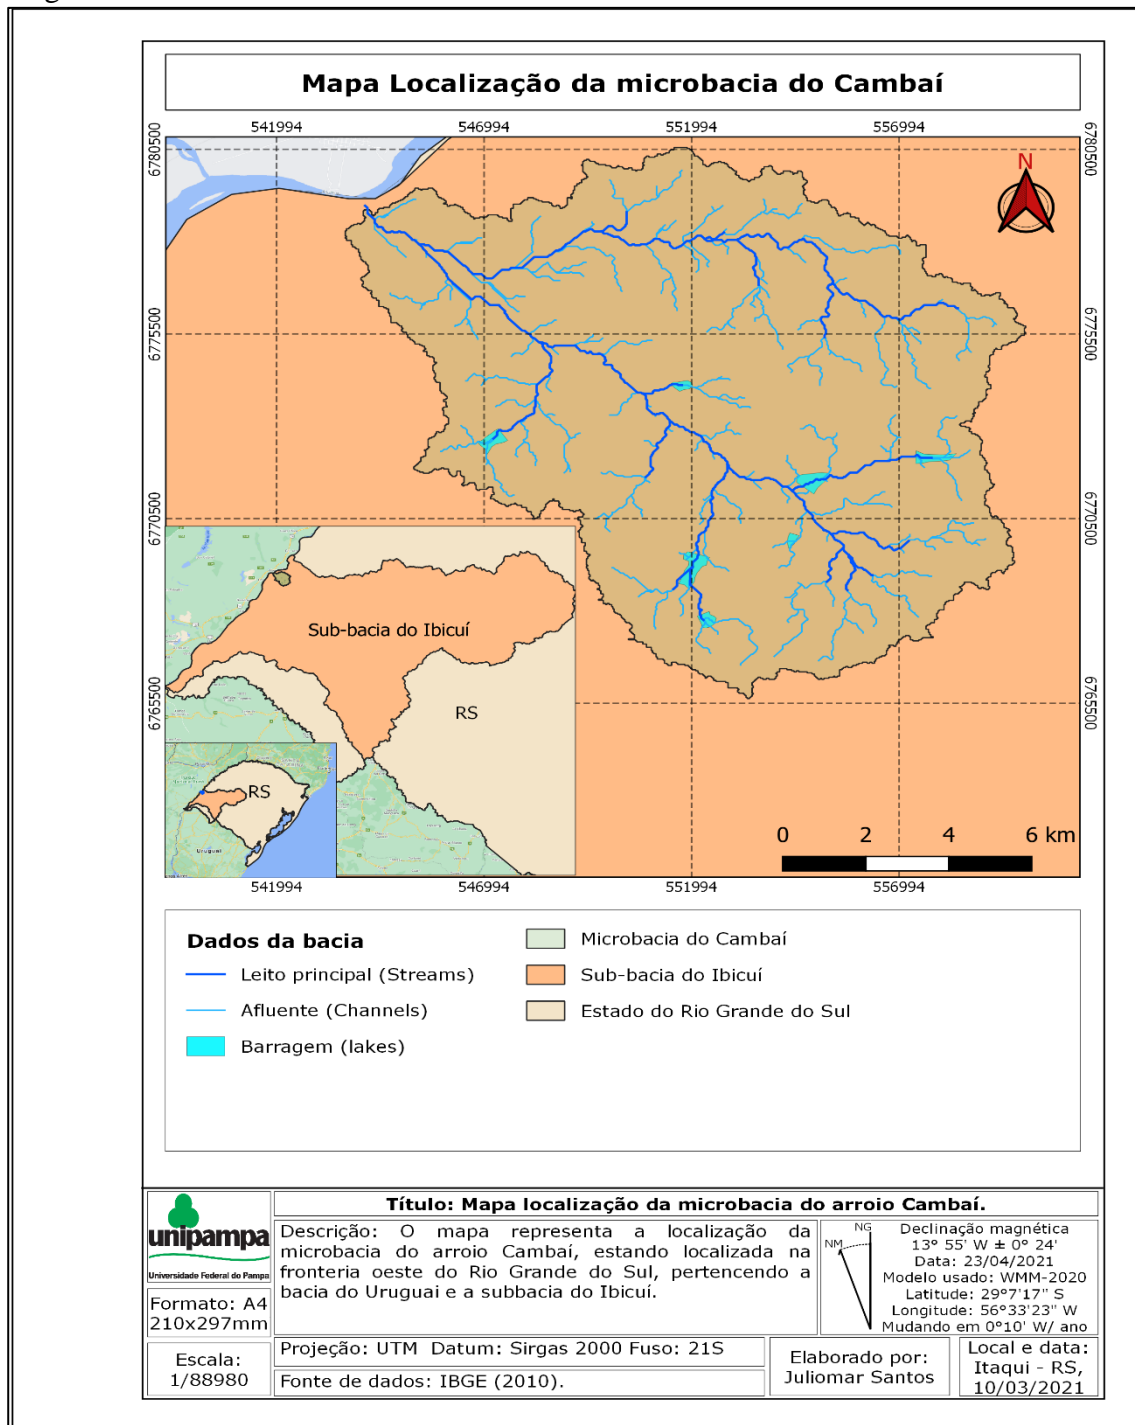 Mapa Localização da microbacia do Cambaí
541994 546994 551994 556994
6780500 6780500
N
6775500 6775500
6770500 6770500
Sub-bacia do Ibicuí
6765500 6765500
RS
RS
Uruguai
0 2 4 6 km
541994 546994 551994 556994
Dados da bacia
Leito principal (Streams)
Afluente (Channels)
Barragem (lakes)
Microbacia do Cambaí
Sub-bacia do Ibicuí
Estado do Rio Grande do Sul
unipampa
Universidade Federal do Pampa
Formato: A4
210x297mm
Escala:
1/88980
Título: Mapa localização da microbacia do arroio Cambaí.
Descrição: O mapa representa a localização da
microbacia do arroio Cambaí, estando localizada na
fronteria oeste do Rio Grande do Sul, pertencendo a
bacia do Uruguai e a subbacia do Ibicuí.
NG
NM
Declinação magnética
13° 55' W ± 0° 24'
Data: 23/04/2021
Modelo usado: WMM-2020
Latitude: 29°7'17" S
Longitude: 56°33'23" W
Mudando em 0°10' W/ ano
Projeção: UTM Datum: Sirgas 2000 Fuso: 21S
Fonte de dados: IBGE (2010).
Elaborado por:
Juliomar Santos
Local e data:
Itaqui - RS,
10/03/2021